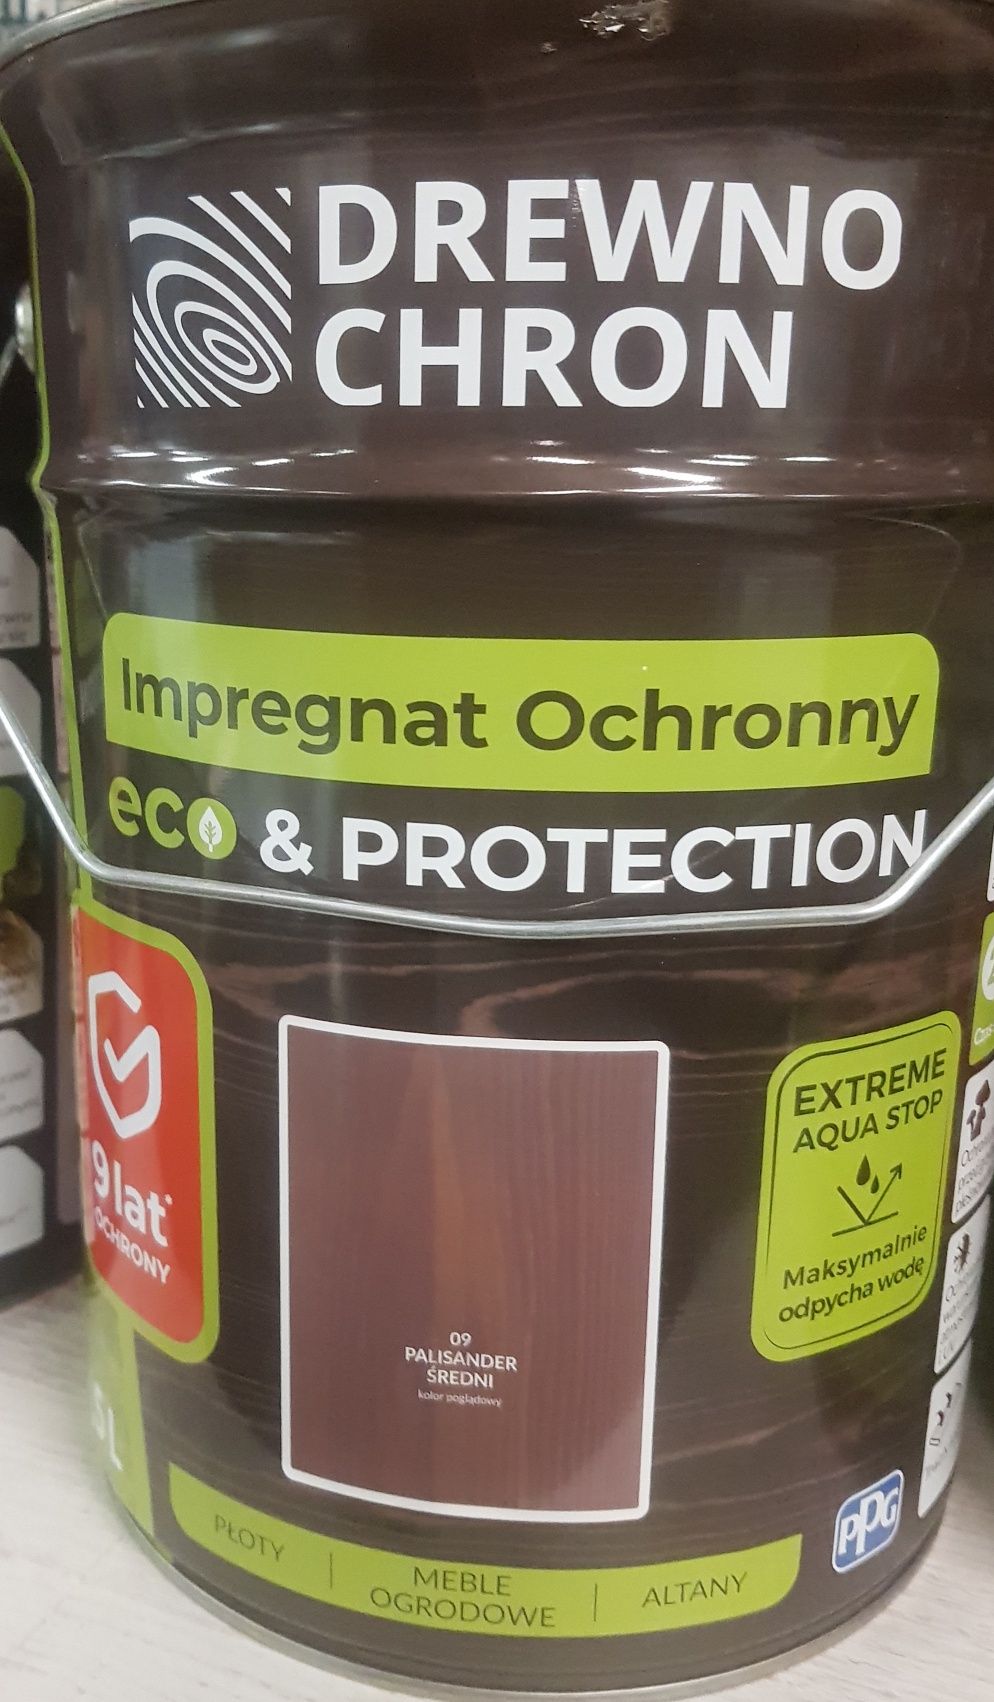 DREWNO
CHRON
Impregnat Ochronny
eco & PROTECTION
9 lat*
OCHRONY
EXTREME
AQUA STOP
Maksymalnie
odpycha wodę
09
PALISANDER
ŚREDNI
kolor poglądowy
L
PPG
PŁOTY
MEBLE
OGRODOWE
ALTANY